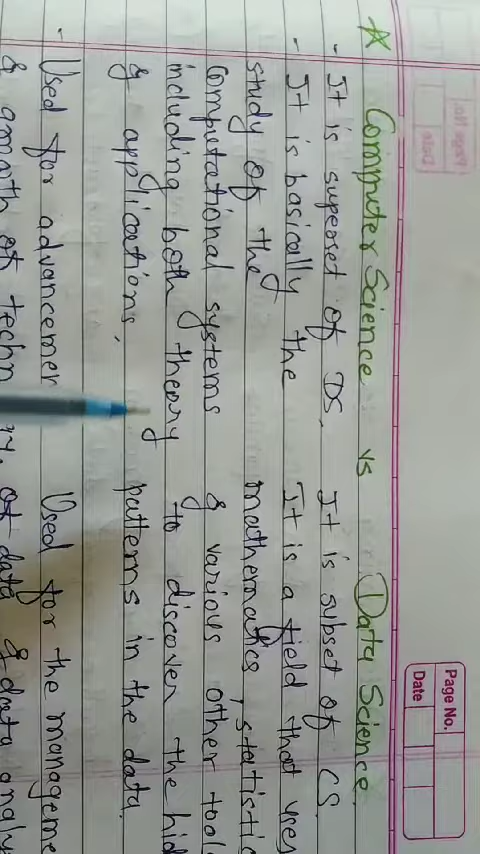 Page No.
Date
☆ Computer Science vs Data Science
- It is superset of DS. It is subset of CS.
- It is basically the It is a field that uses
study of the mathematics, statistic
Computational systems & various other tool
including both theory to discover the hid
& applications. patterns in the data.
- Used for advancemen Used for the manageme
& growth of techn of data & data analy